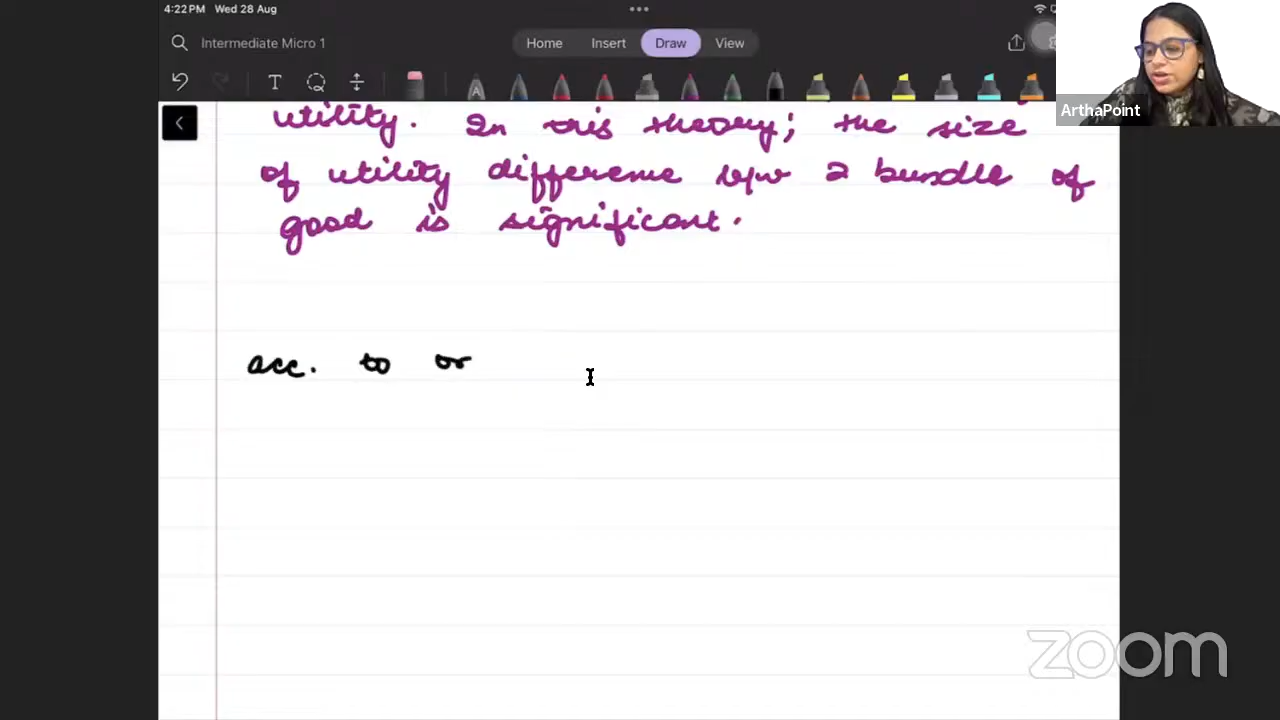 4:22 PM Wed 28 Aug
Intermediate Micro 1
Home Insert Draw View
T
A
ArthaPoint
utility. In this theory; the size
of utility difference b/w 2 bundle of
good is significant.
acc. to or
zoom